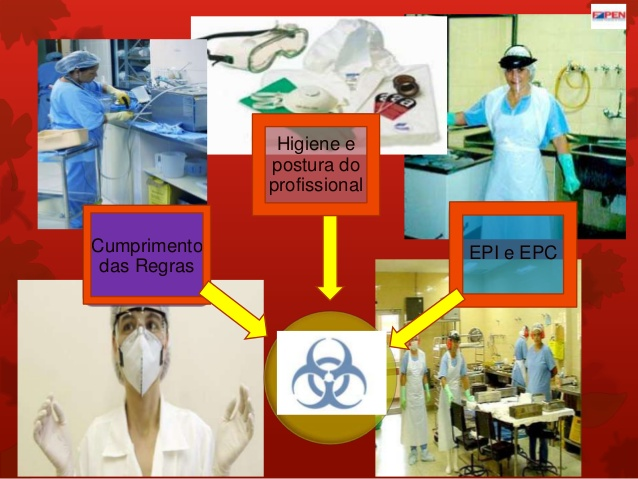 Higiene e
postura do
profissional
Cumprimento
das Regras
EPI e EPC